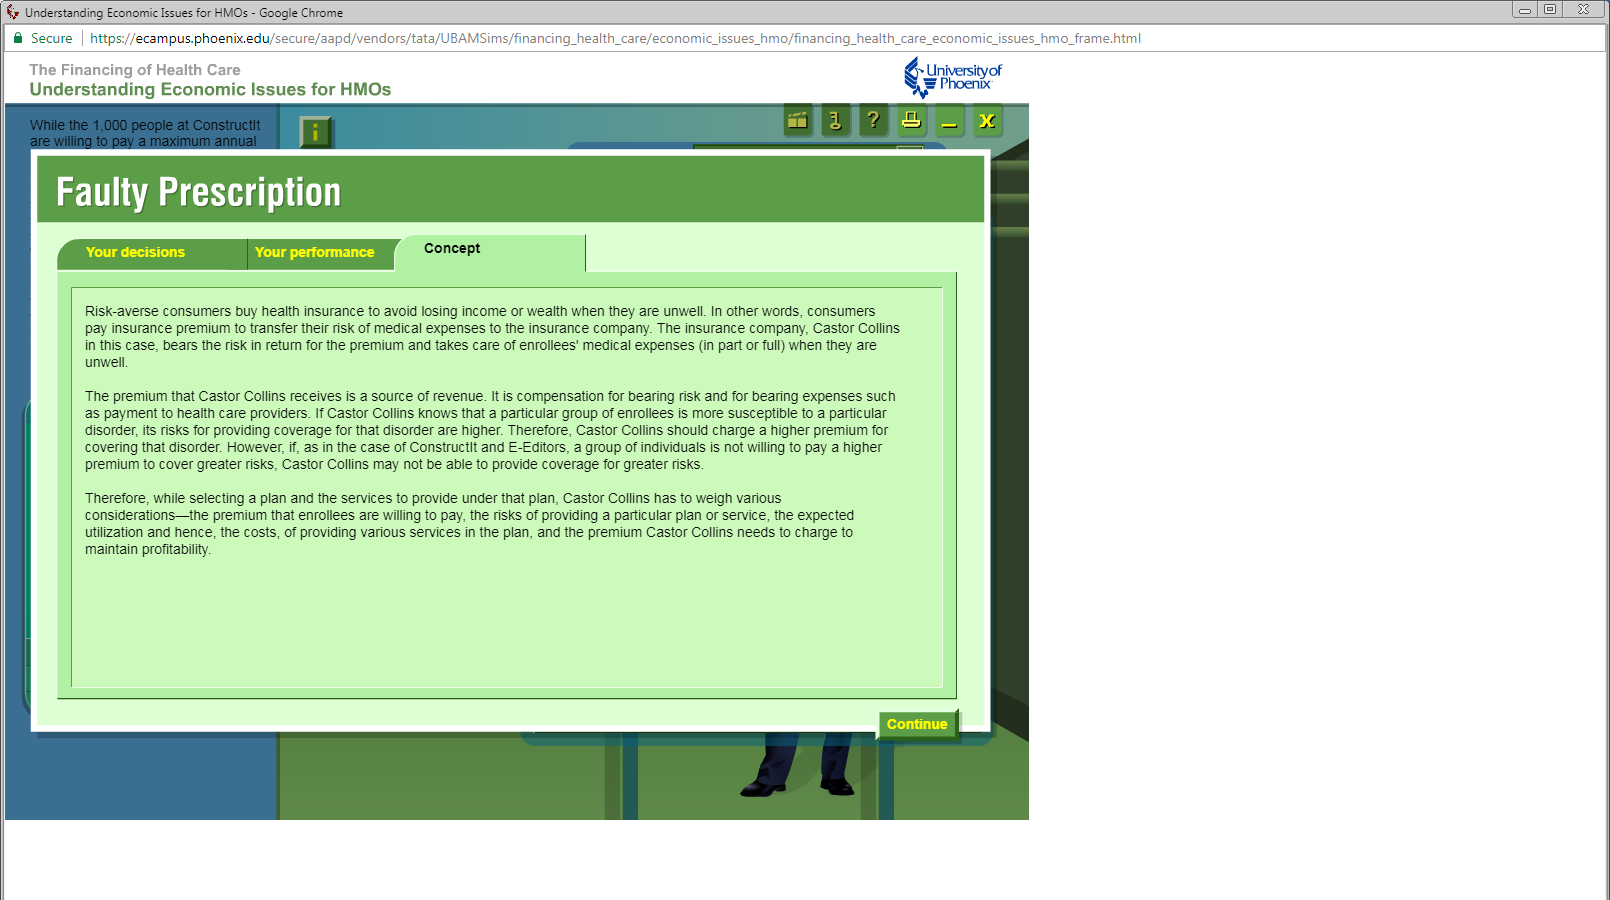 Understanding Economic Issues for HMOs - Google Chrome
Secure https://ecampus.phoenix.edu/secure/aapd/vendors/tata/UBAMSims/financing_health_care/economic_issues_hmo/financing_health_care_economic_issues_hmo_frame.html
The Financing of Health Care
Understanding Economic Issues for HMOs
University of
Phoenix
While the 1,000 people at ConstructIt
are willing to pay a maximum annual
i
?
X
Faulty Prescription
Your decisions
Your performance
Concept
Risk-averse consumers buy health insurance to avoid losing income or wealth when they are unwell. In other words, consumers
pay insurance premium to transfer their risk of medical expenses to the insurance company. The insurance company, Castor Collins
in this case, bears the risk in return for the premium and takes care of enrollees' medical expenses (in part or full) when they are
unwell.
The premium that Castor Collins receives is a source of revenue. It is compensation for bearing risk and for bearing expenses such
as payment to health care providers. If Castor Collins knows that a particular group of enrollees is more susceptible to a particular
disorder, its risks for providing coverage for that disorder are higher. Therefore, Castor Collins should charge a higher premium for
covering that disorder. However, if, as in the case of ConstructIt and E-Editors, a group of individuals is not willing to pay a higher
premium to cover greater risks, Castor Collins may not be able to provide coverage for greater risks.
Therefore, while selecting a plan and the services to provide under that plan, Castor Collins has to weigh various
considerations—the premium that enrollees are willing to pay, the risks of providing a particular plan or service, the expected
utilization and hence, the costs, of providing various services in the plan, and the premium Castor Collins needs to charge to
maintain profitability.
Continue